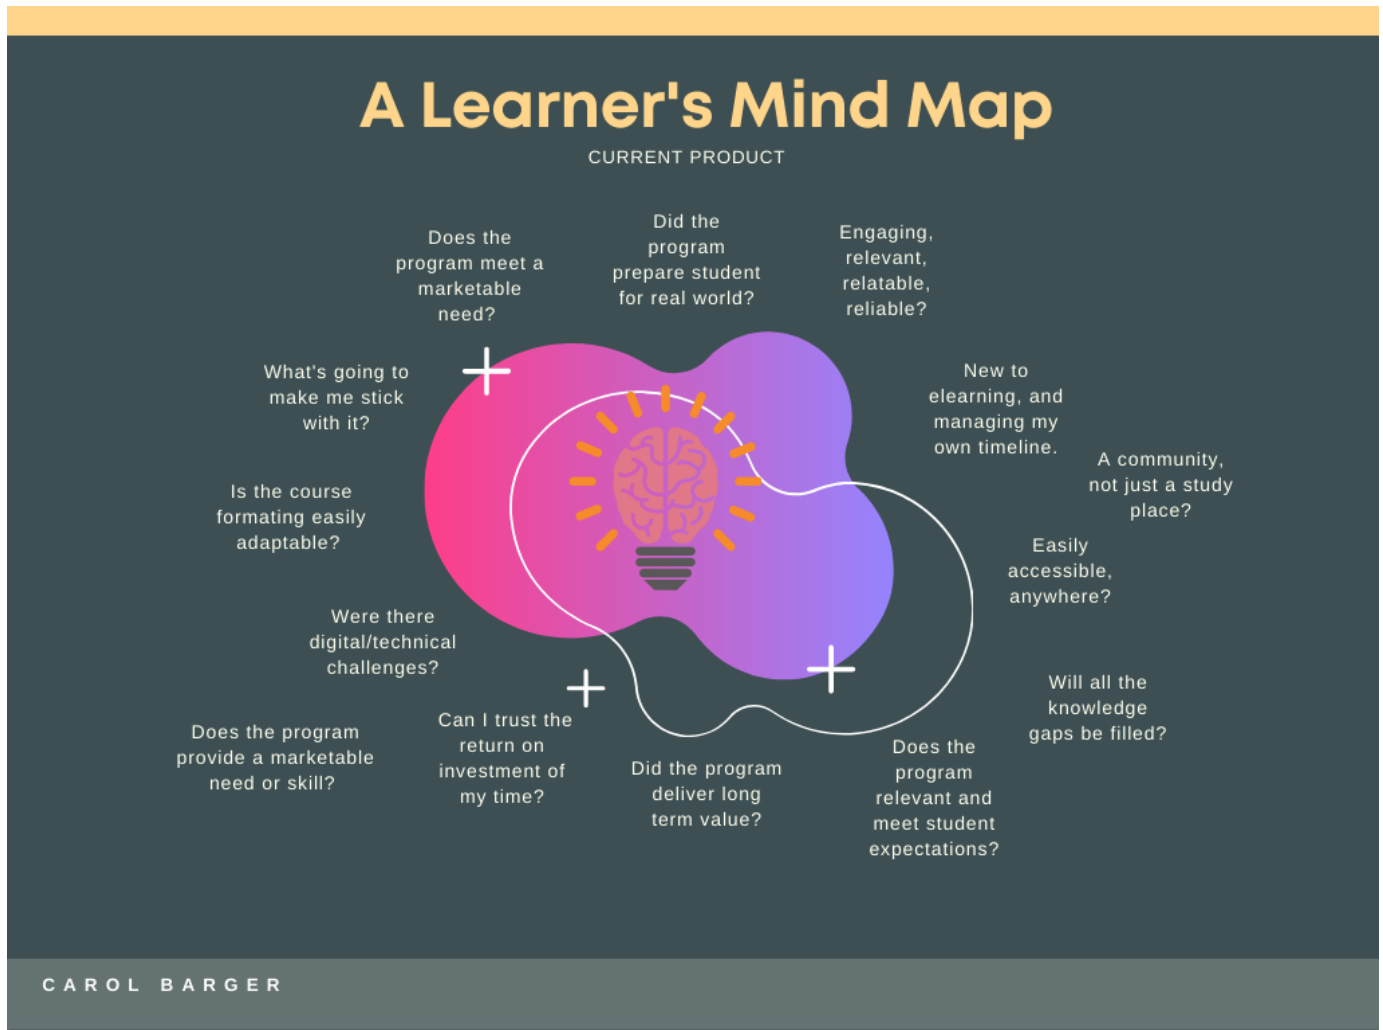 A Learner's Mind Map
CURRENT PRODUCT
Does the
program meet a
marketable
need?
Did the
program
prepare student
for real world?
Engaging,
relevant,
relatable,
reliable?
What's going to
make me stick
with it?
New to
elearning, and
managing my
own timeline.
A community,
not just a study
place?
Is the course
formating easily
adaptable?
Easily
accessible,
anywhere?
Were there
digital/technical
challenges?
Will all the
knowledge
gaps be filled?
Does the program
provide a marketable
need or skill?
Can I trust the
return on
investment of
my time?
Did the program
deliver long
term value?
Does the
program
relevant and
meet student
expectations?
CAROL BARGER